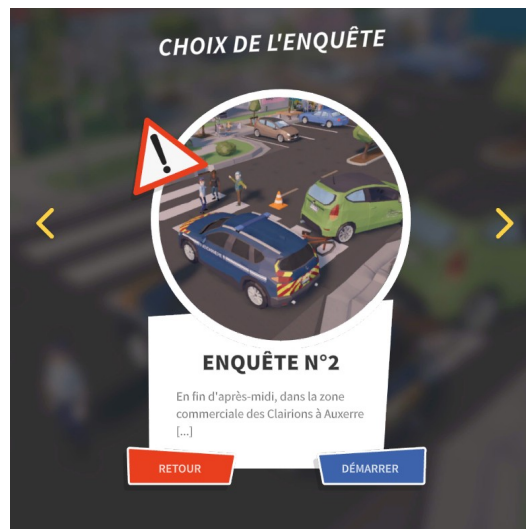 CHOIX DE L'ENQUÊTE
!
ENQUÊTE N°2
En fin d'après-midi, dans la zone
commerciale des Clairions à Auxerre
[...]
RETOUR
DÉMARRER